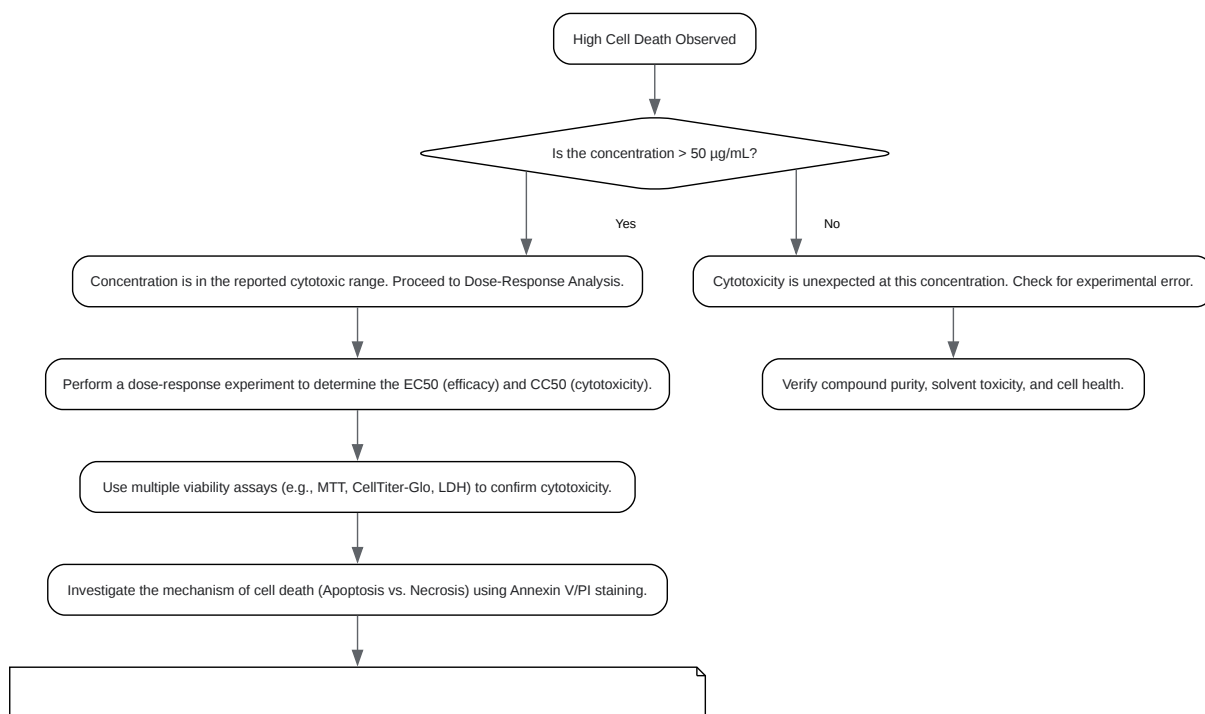 High Cell Death Observed
Is the concentration > 50 µg/mL?
Yes
No
Concentration is in the reported cytotoxic range. Proceed to Dose-Response Analysis.
Cytotoxicity is unexpected at this concentration. Check for experimental error.
Perform a dose-response experiment to determine the EC50 (efficacy) and CC50 (cytotoxicity).
Verify compound purity, solvent toxicity, and cell health.
Use multiple viability assays (e.g., MTT, CellTiter-Glo, LDH) to confirm cytotoxicity.
Investigate the mechanism of cell death (Apoptosis vs. Necrosis) using Annexin V/PI staining.